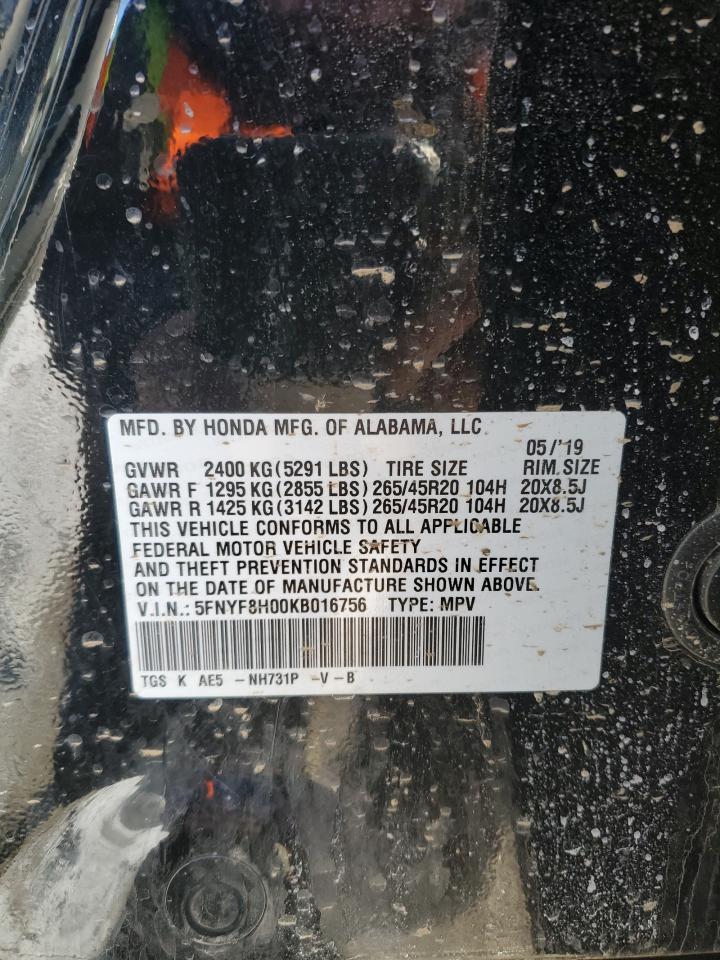 MFD. BY HONDA MFG. OF ALABAMA, LLC
05/'19
GVWR 2400 KG (5291 LBS) TIRE SIZE RIM SIZE
GAWR F 1295 KG (2855 LBS) 265/45R20 104H 20X8.5J
GAWR R 1425 KG (3142 LBS) 265/45R20 104H 20X8.5J
THIS VEHICLE CONFORMS TO ALL APPLICABLE
FEDERAL MOTOR VEHICLE SAFETY
AND THEFT PREVENTION STANDARDS IN EFFECT
ON THE DATE OF MANUFACTURE SHOWN ABOVE.
V.I.N.: 5FNYF8H00KB016756 TYPE: MPV
TGS K AE5 -NH731P -V -B